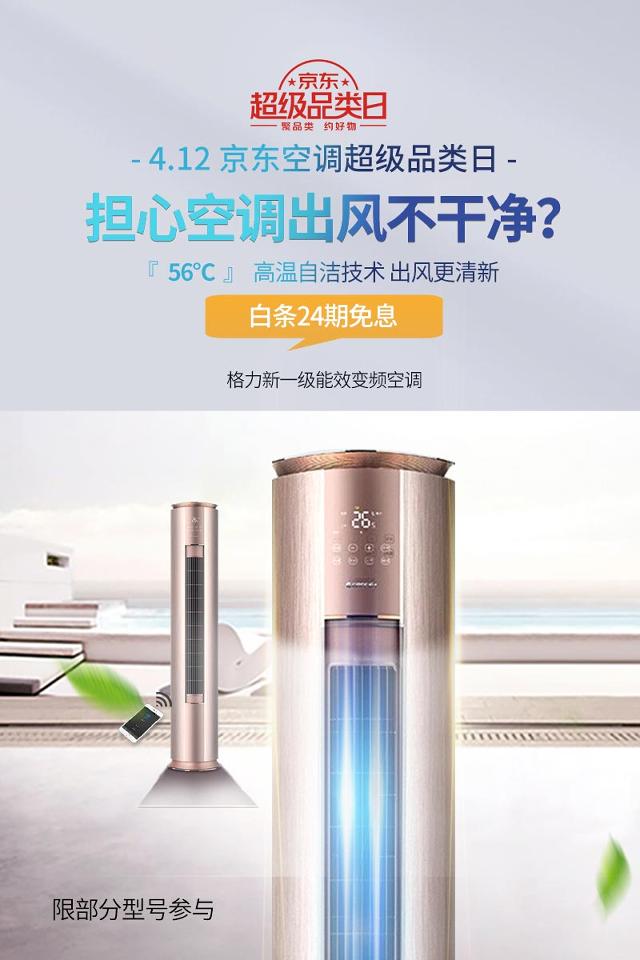 京东
超级品类日
聚品类 约好物
- 4.12 京东空调超级品类日 -
担心空调出风不干净?
『 56℃ 』 高温自洁技术 出风更清新
白条24期免息
格力新一级能效变频空调
26
限部分型号参与